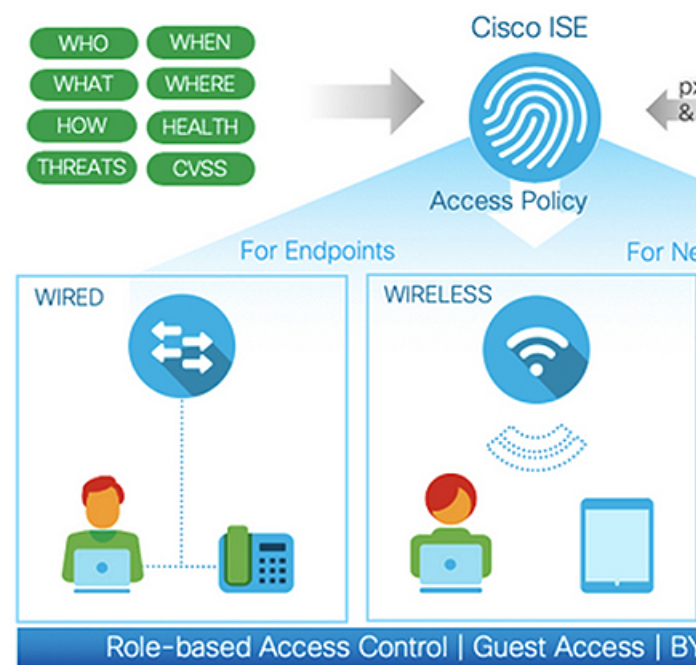 Cisco ISE
WHO WHEN
WHAT WHERE
HOW HEALTH
THREATS CVSS
&
Access Policy
For Endpoints
For
WIRED
WIRELESS
Role-based Access Control | Guest Access |